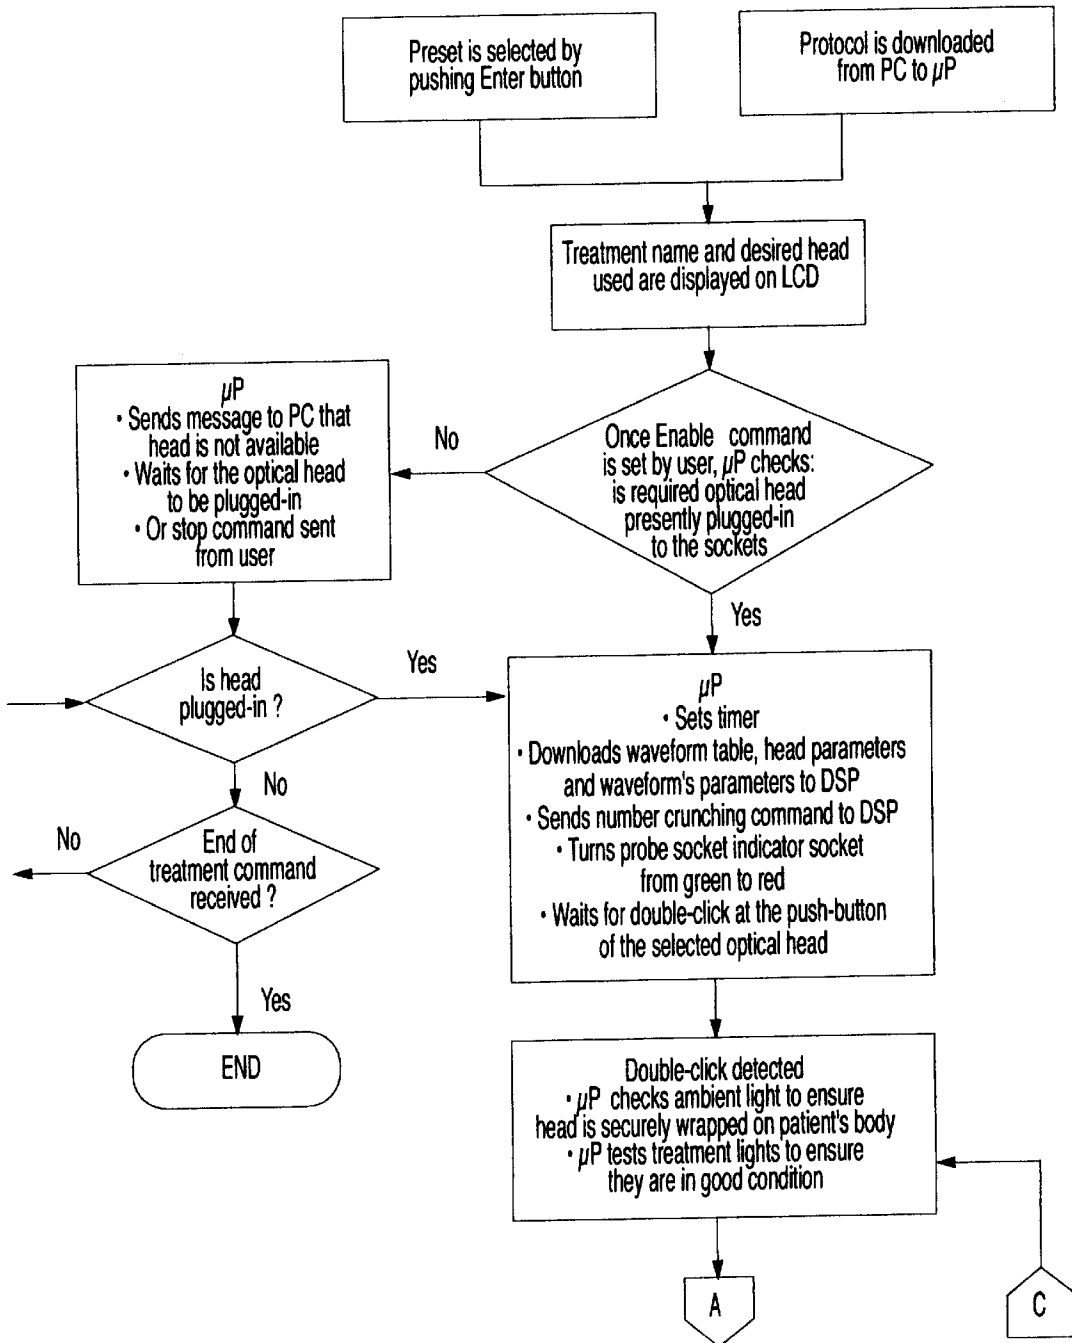 Preset is selected by
pushing Enter button
Protocol is downloaded
from PC to µP
Treatment name and desired head
used are displayed on LCD
µP
• Sends message to PC that
head is not available
• Waits for the optical head
to be plugged-in
• Or stop command sent
from user
No
Once Enable command
is set by user, µP checks:
is required optical head
presently plugged-in
to the sockets
Yes
Is head
plugged-in ?
Yes
No
µP
• Sets timer
• Downloads waveform table, head parameters
and waveform's parameters to DSP
• Sends number crunching command to DSP
• Turns probe socket indicator socket
from green to red
• Waits for double-click at the push-button
of the selected optical head
No
End of
treatment command
received ?
Yes
END
Double-click detected
• µP checks ambient light to ensure
head is securely wrapped on patient's body
• µP tests treatment lights to ensure
they are in good condition
A
C